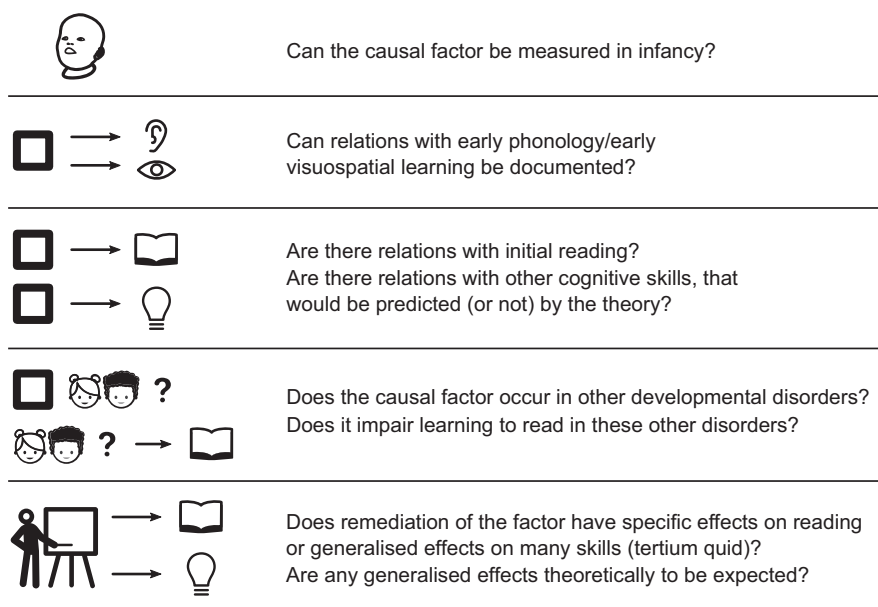 Can the causal factor be measured in infancy?
Can relations with early phonology/early
visuospatial learning be documented?
Are there relations with initial reading?
Are there relations with other cognitive skills, that
would be predicted (or not) by the theory?
?
Does the causal factor occur in other developmental disorders?
?
Does it impair learning to read in these other disorders?
Does remediation of the factor have specific effects on reading
or generalised effects on many skills (tertium quid)?
Are any generalised effects theoretically to be expected?